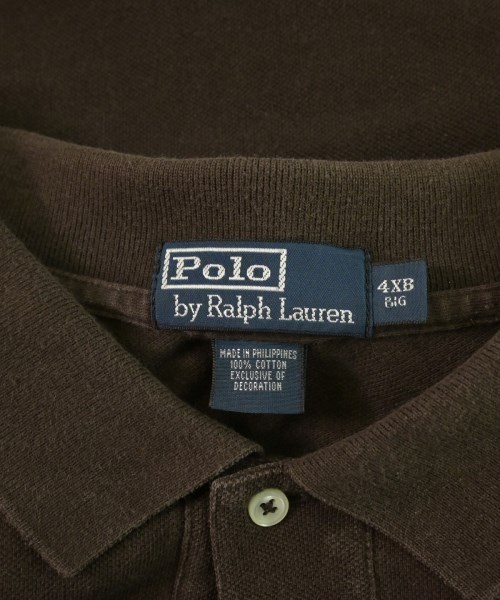 Polo
by Ralph Lauren
4XB
BIG
MADE IN PHILIPPINES
100% COTTON
EXCLUSIVE OF
DECORATION